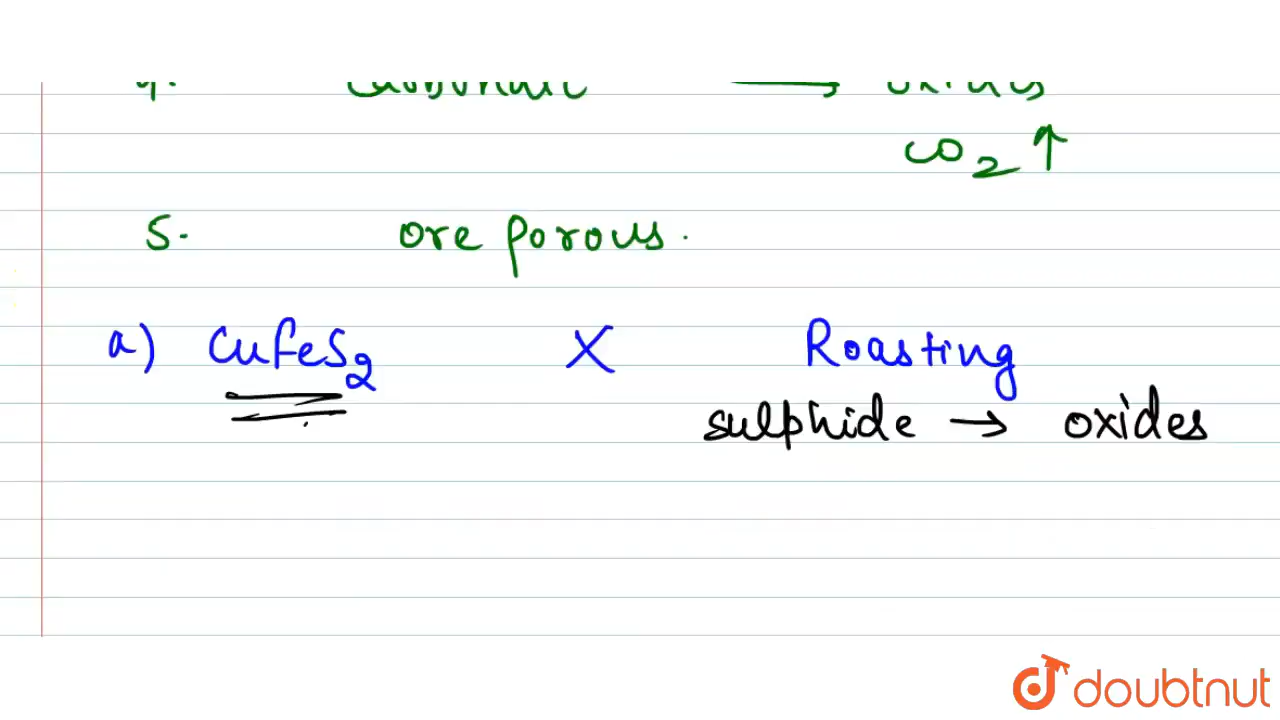 CO2 ↑
5. ore porous.
a) CuFeS2 X Roasting
sulphide → oxides
doubtnut